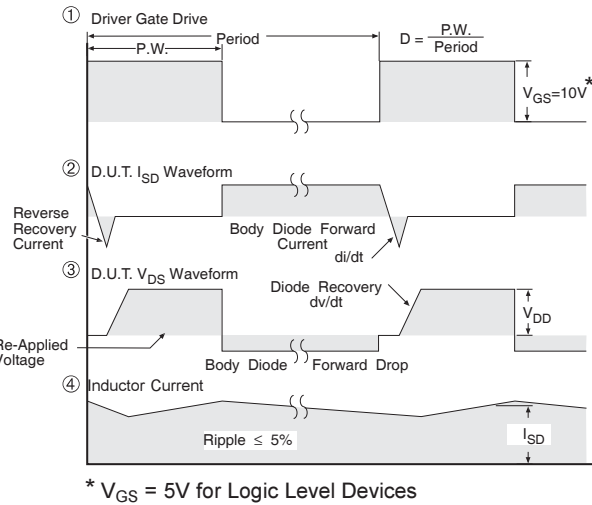 ① Driver Gate Drive
P.W.
Period
D = P.W. / Period
V_GS=10V*
② D.U.T. I_SD Waveform
Reverse
Recovery
Current
Body Diode Forward
Current
di/dt
③ D.U.T. V_DS Waveform
Diode Recovery
dv/dt
V_DD
Re-Applied
Voltage
Body Diode Forward Drop
④ Inductor Current
Ripple ≤ 5%
I_SD
* V_GS = 5V for Logic Level Devices